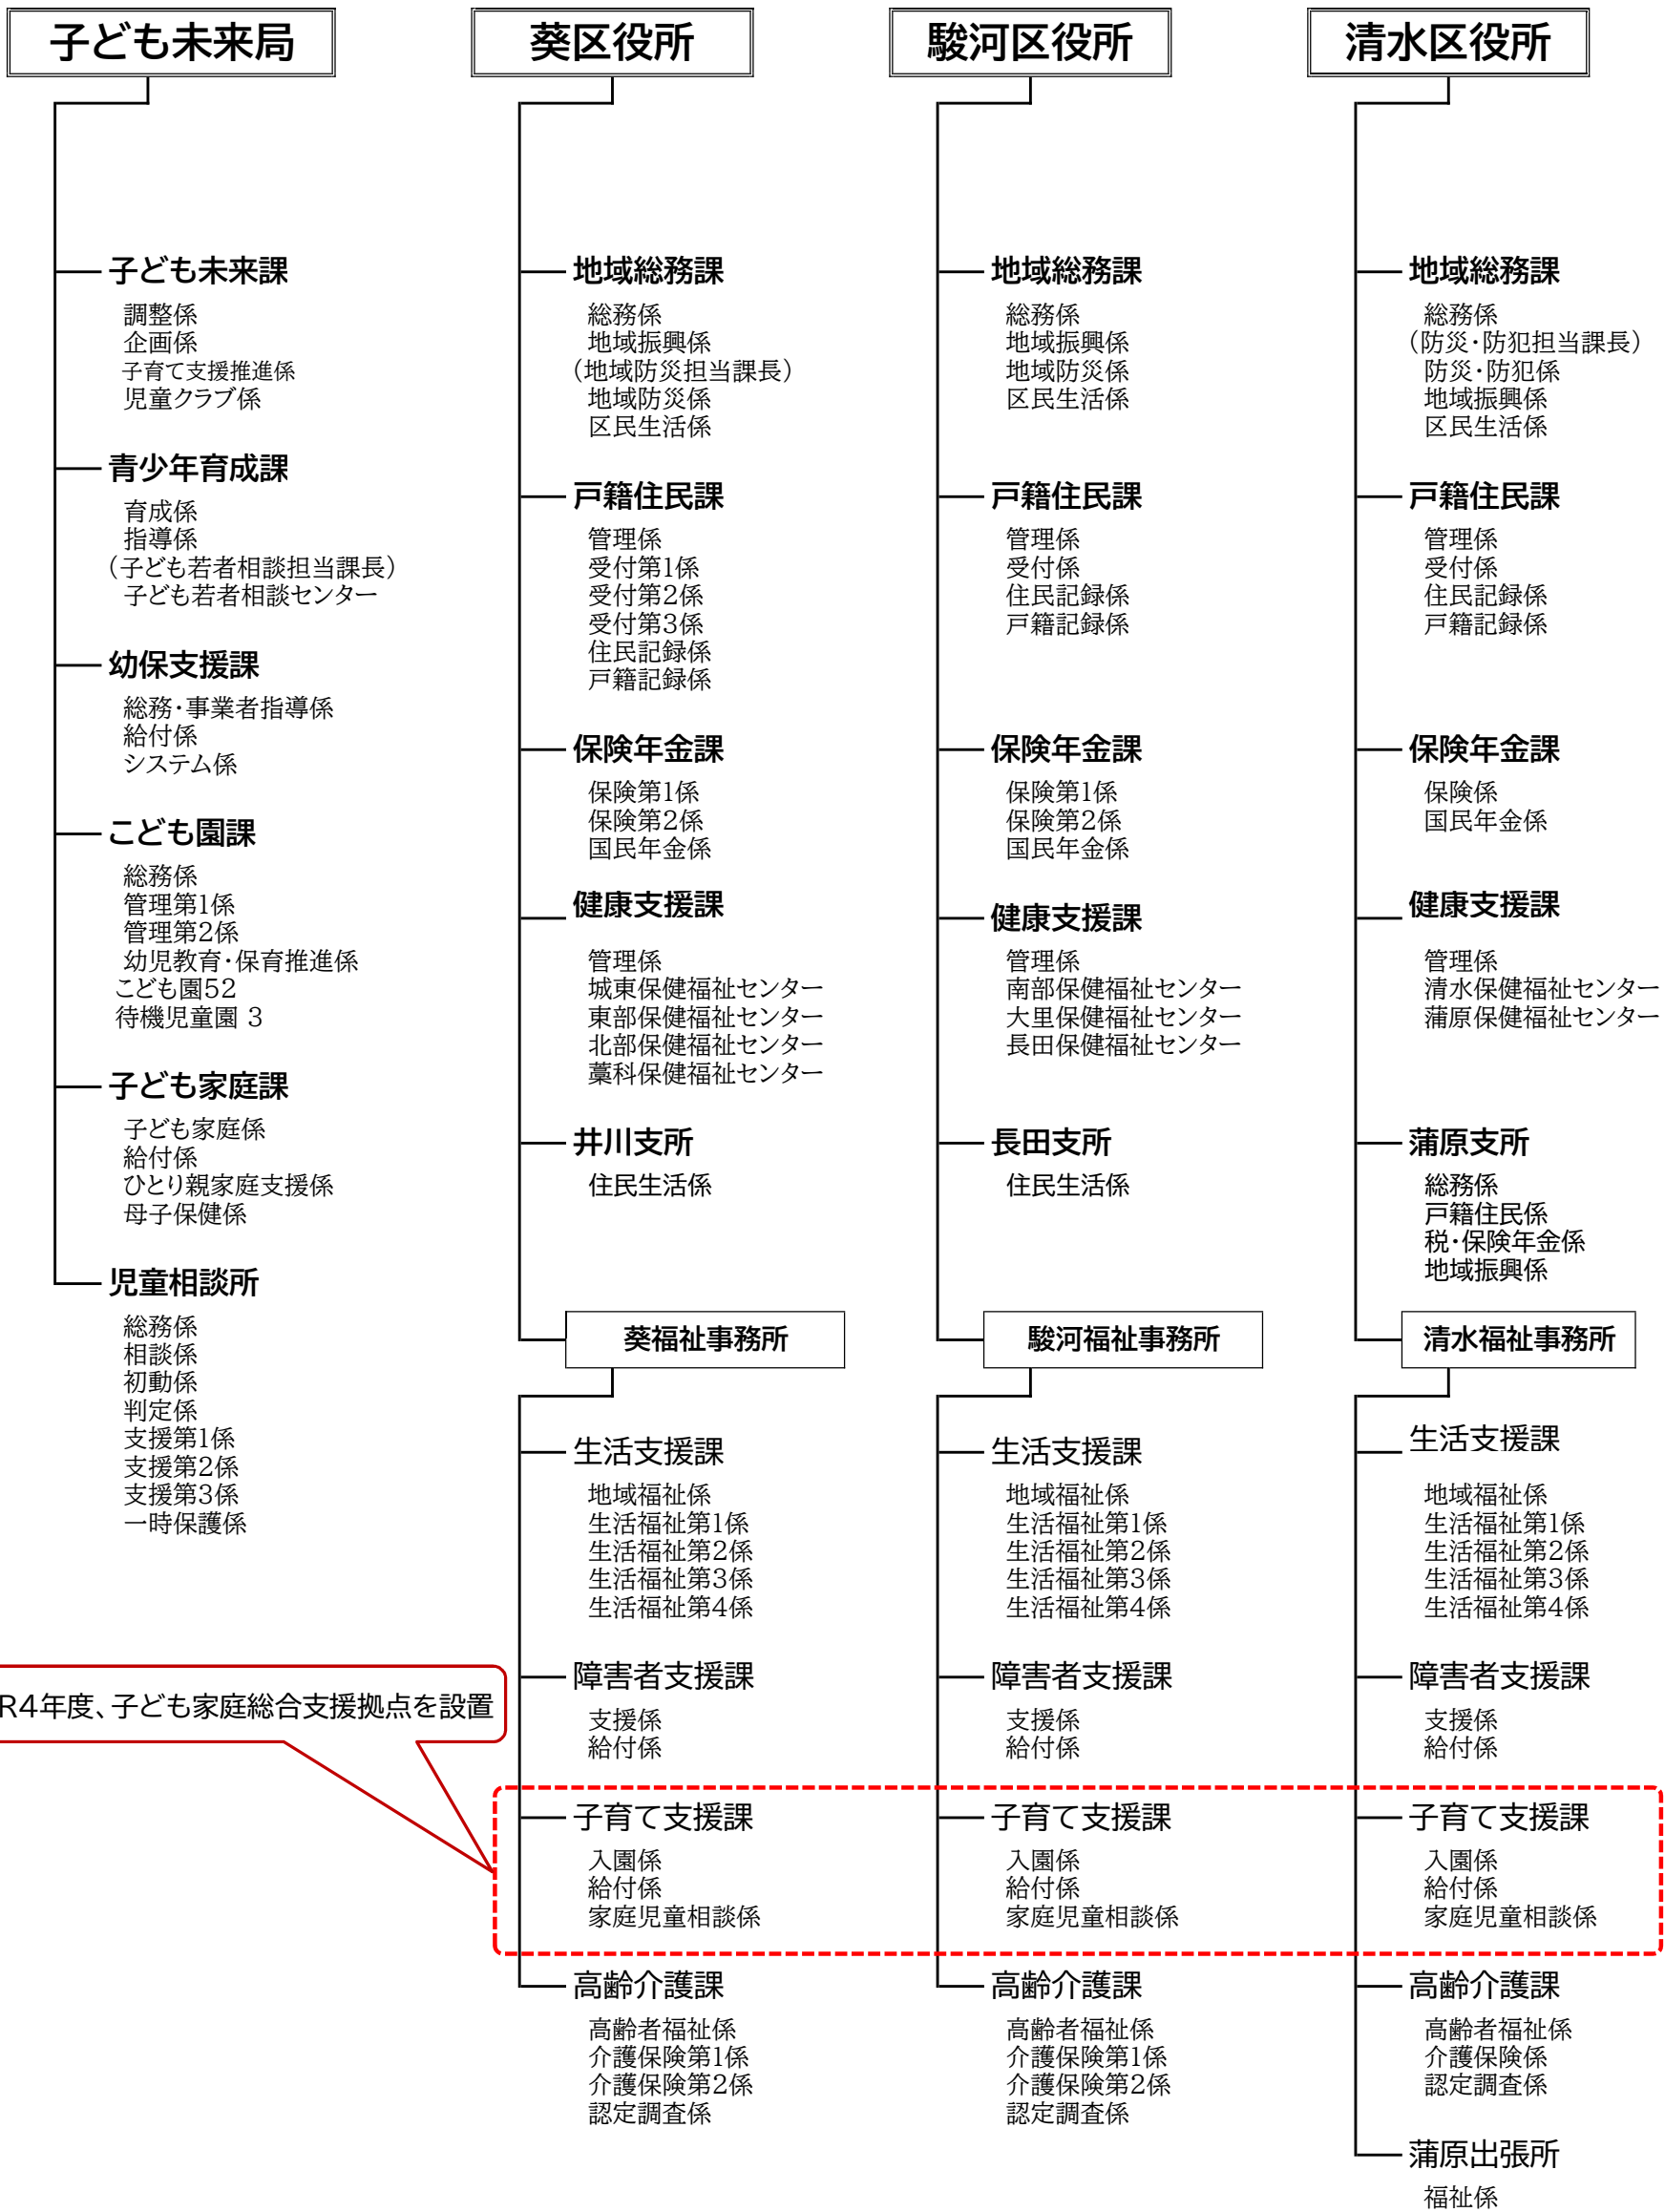 子ども未来局
子ども未来課
調整係
企画係
子育て支援推進係
児童クラブ係
青少年育成課
育成係
指導係
（子ども若者相談担当課長）
子ども若者相談センター
幼保支援課
総務・事業者指導係
給付係
システム係
こども園課
総務係
管理第1係
管理第2係
幼児教育・保育推進係
こども園52
待機児童園 3
子ども家庭課
子ども家庭係
給付係
ひとり親家庭支援係
母子保健係
児童相談所
総務係
相談係
初動係
判定係
支援第1係
支援第2係
支援第3係
一時保護係
R4年度、子ども家庭総合支援拠点を設置
葵区役所
地域総務課
総務係
地域振興係
（地域防災担当課長）
地域防災係
区民生活係
戸籍住民課
管理係
受付第1係
受付第2係
受付第3係
住民記録係
戸籍記録係
保険年金課
保険第1係
保険第2係
国民年金係
健康支援課
管理係
城東保健福祉センター
東部保健福祉センター
北部保健福祉センター
藁科保健福祉センター
井川支所
住民生活係
葵福祉事務所
生活支援課
地域福祉係
生活福祉第1係
生活福祉第2係
生活福祉第3係
生活福祉第4係
障害者支援課
支援係
給付係
子育て支援課
入園係
給付係
家庭児童相談係
高齢介護課
高齢者福祉係
介護保険第1係
介護保険第2係
認定調査係
駿河区役所
地域総務課
総務係
地域振興係
地域防災係
区民生活係
戸籍住民課
管理係
受付係
住民記録係
戸籍記録係
保険年金課
保険第1係
保険第2係
国民年金係
健康支援課
管理係
南部保健福祉センター
大里保健福祉センター
長田保健福祉センター
長田支所
住民生活係
駿河福祉事務所
生活支援課
地域福祉係
生活福祉第1係
生活福祉第2係
生活福祉第3係
生活福祉第4係
障害者支援課
支援係
給付係
子育て支援課
入園係
給付係
家庭児童相談係
高齢介護課
高齢者福祉係
介護保険第1係
介護保険第2係
認定調査係
清水区役所
地域総務課
総務係
（防災・防犯担当課長）
防災・防犯係
地域振興係
区民生活係
戸籍住民課
管理係
受付係
住民記録係
戸籍記録係
保険年金課
保険係
国民年金係
健康支援課
管理係
清水保健福祉センター
蒲原保健福祉センター
蒲原支所
総務係
戸籍住民係
税・保険年金係
地域振興係
清水福祉事務所
生活支援課
地域福祉係
生活福祉第1係
生活福祉第2係
生活福祉第3係
生活福祉第4係
障害者支援課
支援係
給付係
子育て支援課
入園係
給付係
家庭児童相談係
高齢介護課
高齢者福祉係
介護保険係
認定調査係
蒲原出張所
福祉係